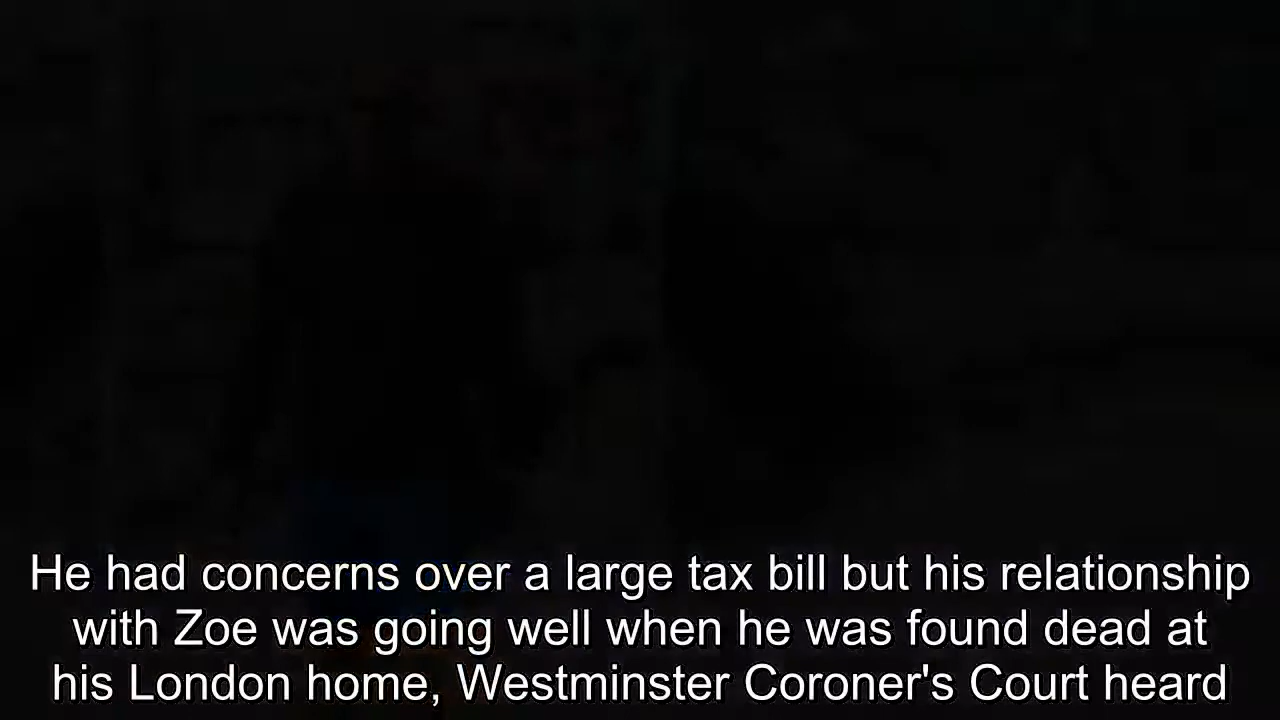 He had concerns over a large tax bill but his relationship
with Zoe was going well when he was found dead at
his London home, Westminster Coroner's Court heard